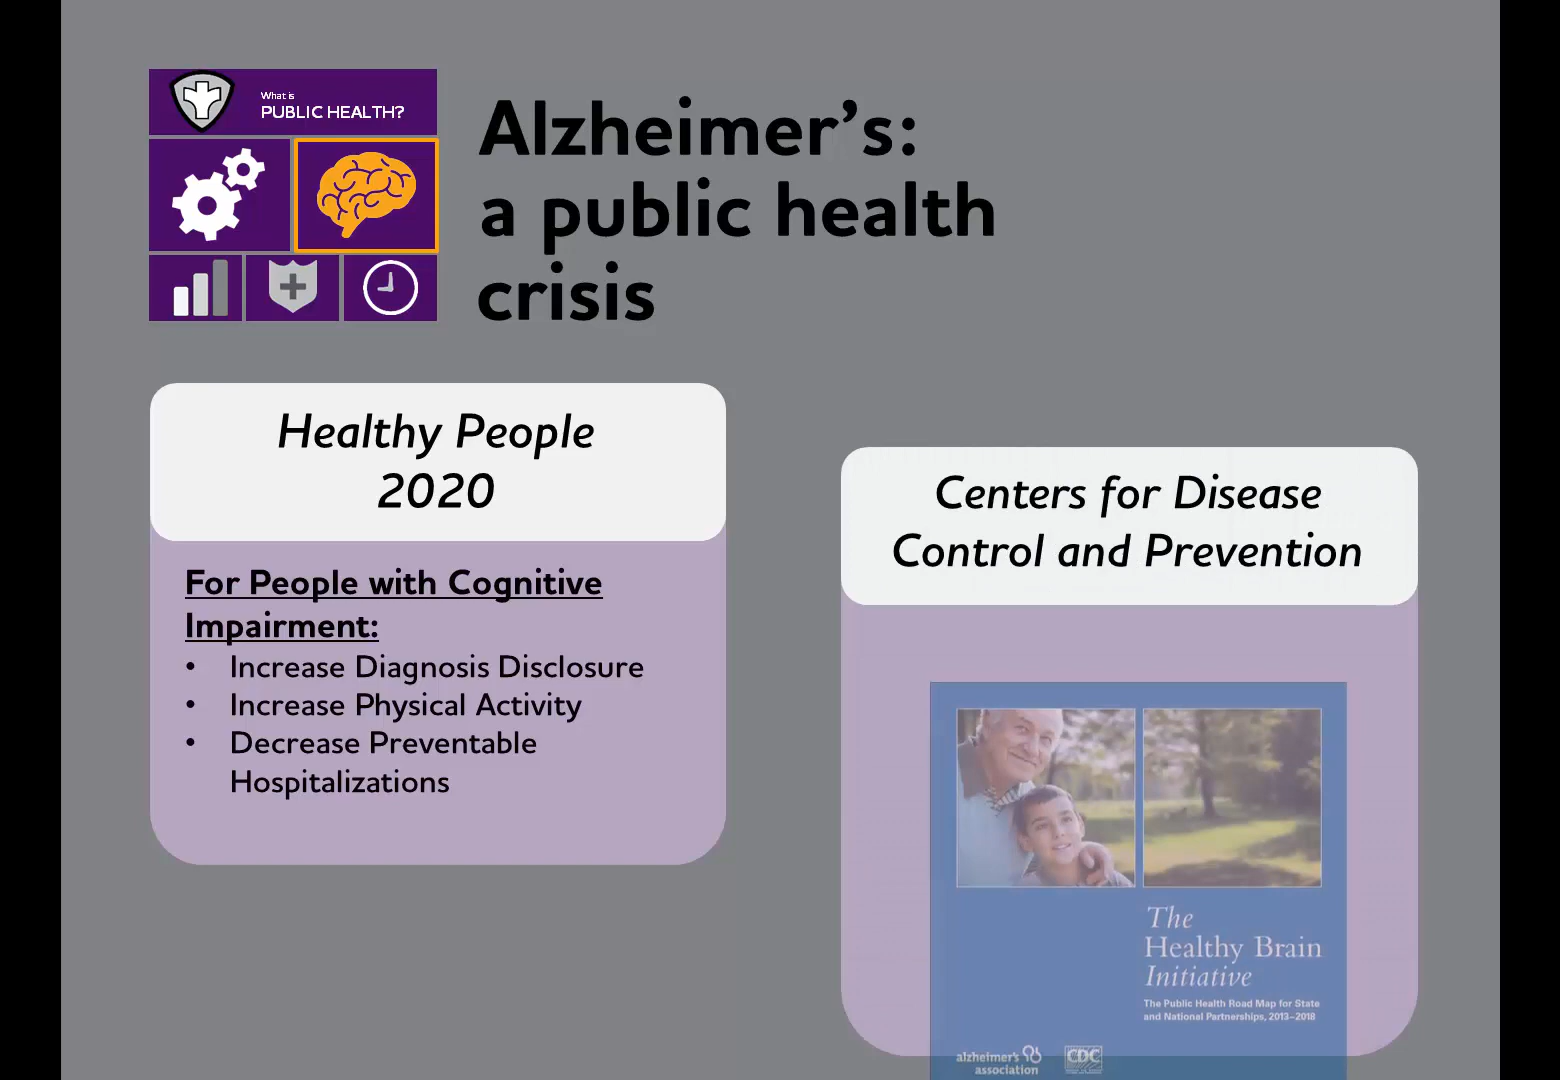 What is
PUBLIC HEALTH?
Alzheimer’s:
a public health
crisis
Healthy People
2020
For People with Cognitive
Impairment:
• Increase Diagnosis Disclosure
• Increase Physical Activity
• Decrease Preventable
Hospitalizations
Centers for Disease
Control and Prevention
The
Healthy Brain
Initiative
The Public Health Road Map for State
and National Partnerships, 2013–2018
alzheimer's
association
CDC